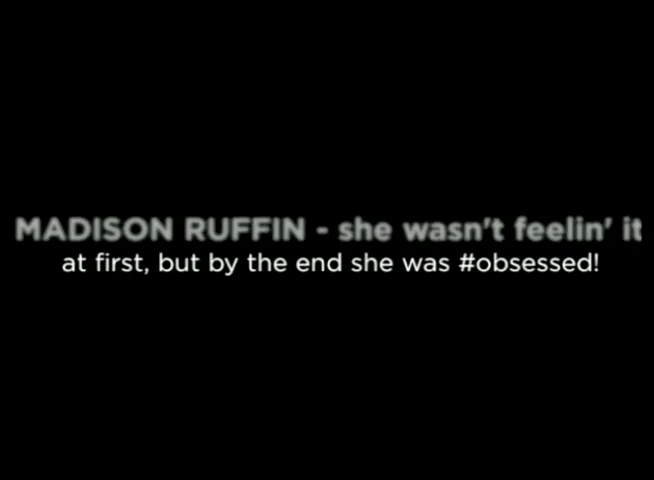 MADISON RUFFIN - she wasn't feelin' it
at first, but by the end she was #obsessed!